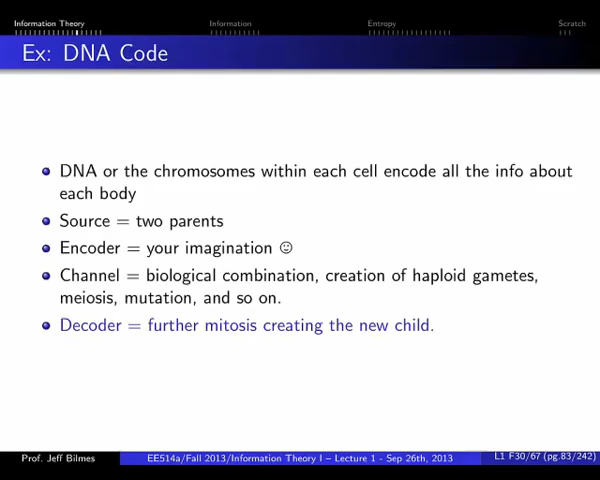 Information Theory Information Entropy Scratch
Ex: DNA Code
DNA or the chromosomes within each cell encode all the info about
each body
Source = two parents
Encoder = your imagination ☺
Channel = biological combination, creation of haploid gametes,
meiosis, mutation, and so on.
Decoder = further mitosis creating the new child.
Prof. Jeff Bilmes EE514a/Fall 2013/Information Theory I – Lecture 1 - Sep 26th, 2013 L1 F30/67 (pg.83/242)